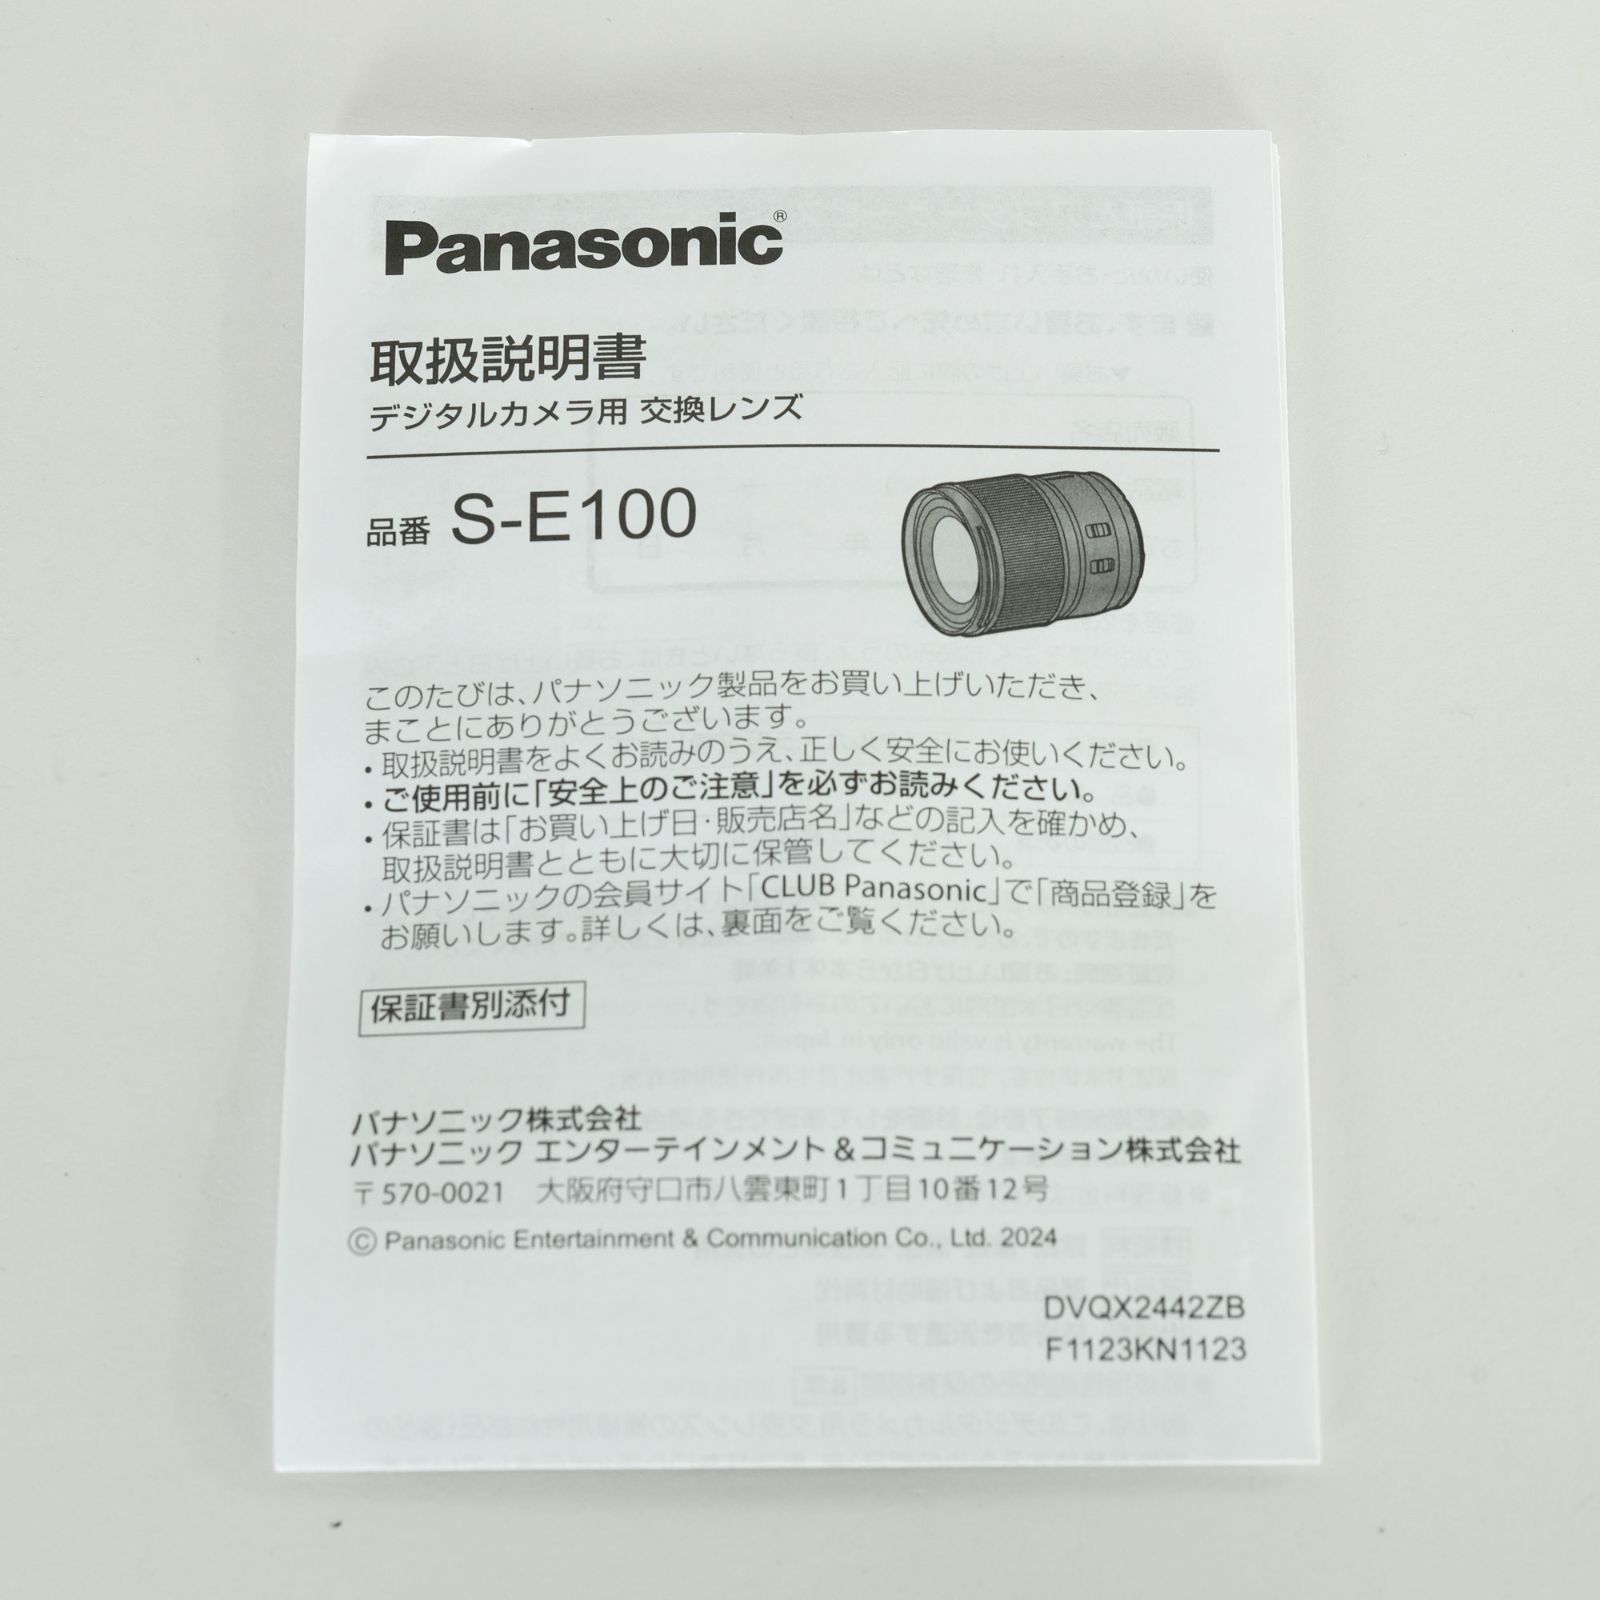 Panasonic®
取扱説明書
デジタルカメラ用 交換レンズ
品番 S-E100
このたびは、パナソニック製品をお買い上げいただき、
まことにありがとうございます。
• 取扱説明書をよくお読みのうえ、正しく安全にお使いください。
• ご使用前に「安全上のご注意」を必ずお読みください。
• 保証書は「お買い上げ日・販売店名」などの記入を確かめ、
取扱説明書とともに大切に保管してください。
• パナソニックの会員サイト「CLUB Panasonic」で「商品登録」を
お願いします。詳しくは、裏面をご覧ください。
保証書別添付
パナソニック株式会社
パナソニック エンターテインメント＆コミュニケーション株式会社
〒570-0021 大阪府守口市八雲東町1丁目10番12号
© Panasonic Entertainment & Communication Co., Ltd. 2024
DVQX2442ZB
F1123KN1123